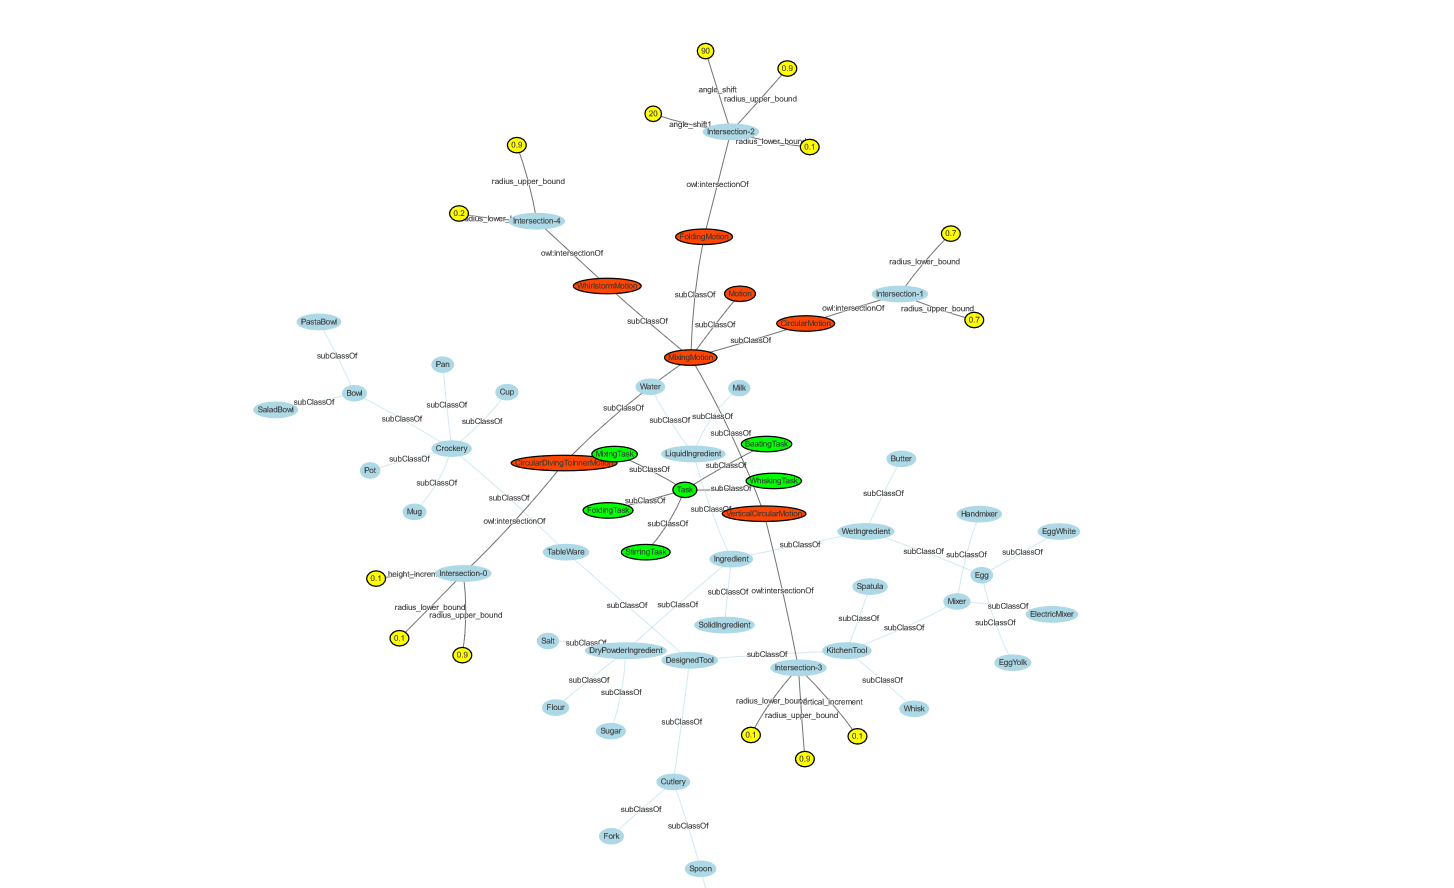 90
0.9
angle_shift
radius_upper_bound
20
angle_shift1
Intersection-2
radius_lower_bound
0.1
0.9
radius_upper_bound
owl:intersectionOf
0.2
Intersection-4
FoldingMotion
0.7
owl:intersectionOf
radius_lower_bound
WhirlstormMotion
Motion
subClassOf
Intersection-1
owl:intersectionOf
radius_upper_bound
0.7
PastaBowl
subClassOf
subClassOf
CircularMotion
subClassOf
subClassOf
MixingMotion
Pan
Water
Milk
Bowl
Cup
SaladBowl
subClassOf
subClassOf
subClassOf
subClassOf
subClassOf
subClassOf
subClassOf
subClassOf
subClassOf
Crockery
LiquidIngredient
BeatingTask
MixingTask
CircularDivingToInnerMotion
subClassOf
Pot
subClassOf
subClassOf
Butter
subClassOf
Task
subClassOf
WhiskingTask
subClassOf
subClassOf
FoldingTask
subClassOf
subClassOf
Mug
VerticalCircularMotion
Handmixer
owl:intersectionOf
subClassOf
subClassOf
EggWhite
WetIngredient
StirringTask
TableWare
Ingredient
subClassOf
subClassOf
subClassOf
subClassOf
0.1
Intersection-0
Egg
owl:intersectionOf
Spatula
subClassOf
radius_lower_bound
radius_upper_bound
subClassOf
subClassOf
Mixer
subClassOf
ElectricMixer
subClassOf
SolidIngredient
subClassOf
subClassOf
0.1
Salt
subClassOf
DryPowderIngredient
0.9
DesignedTool
subClassOf
KitchenTool
EggYolk
Intersection-3
subClassOf
subClassOf
subClassOf
Flour
radius_lower_bound
vertical_increment
Whisk
radius_upper_bound
subClassOf
Sugar
0.1
0.1
0.9
Cutlery
subClassOf
subClassOf
Fork
Spoon